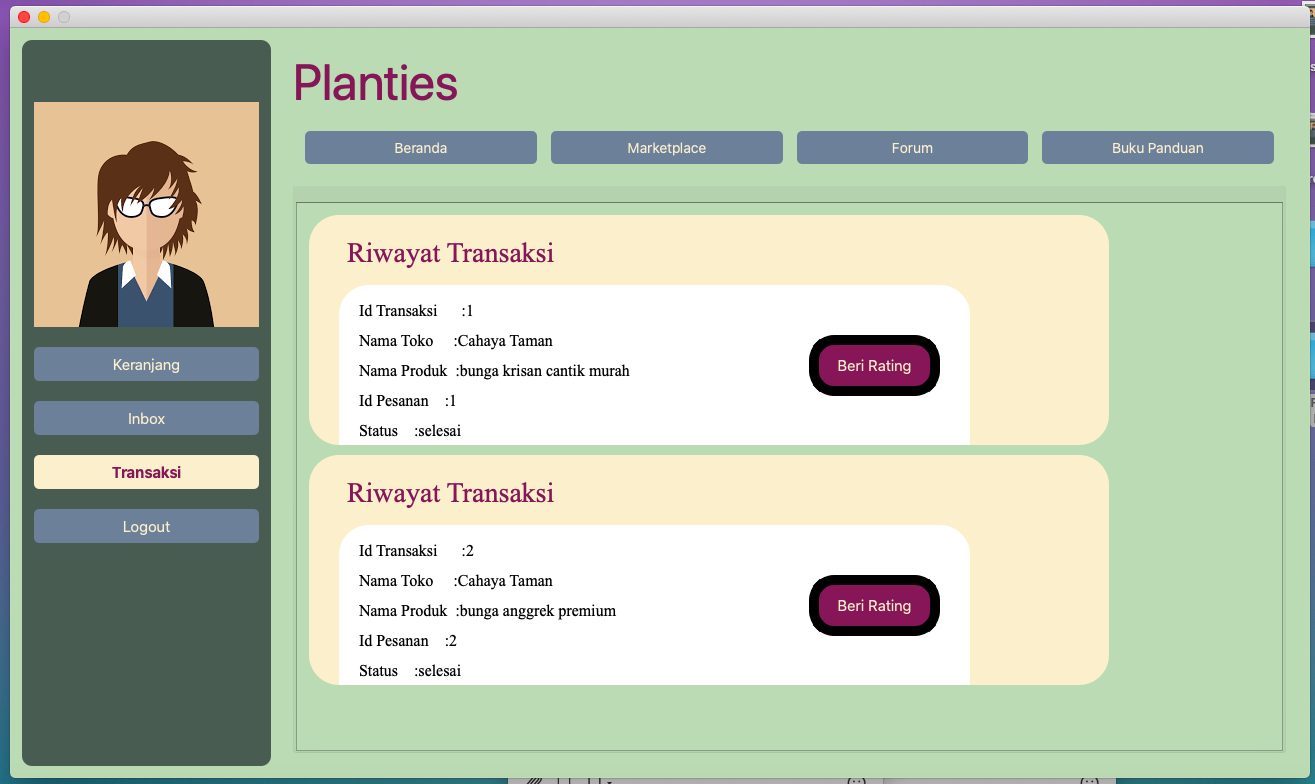 Planties
Beranda
Marketplace
Forum
Buku Panduan
Keranjang
Inbox
Transaksi
Logout
Riwayat Transaksi
Id Transaksi :1
Nama Toko :Cahaya Taman
Nama Produk :bunga krisan cantik murah
Id Pesanan :1
Status :selesai
Beri Rating
Riwayat Transaksi
Id Transaksi :2
Nama Toko :Cahaya Taman
Nama Produk :bunga anggrek premium
Id Pesanan :2
Status :selesai
Beri Rating